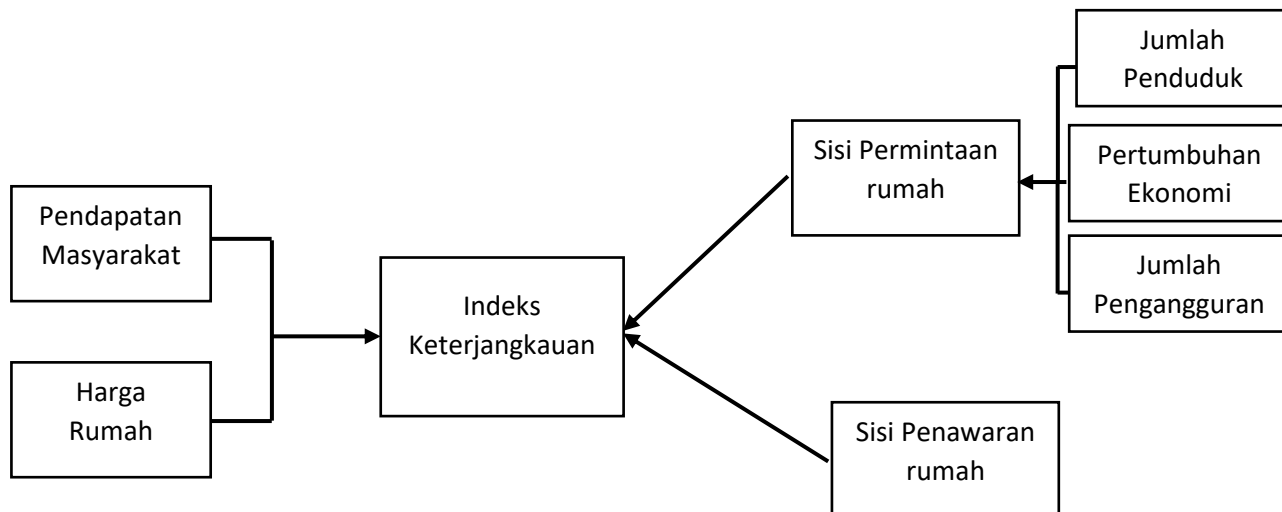 Jumlah
Penduduk
Sisi Permintaan
rumah
Pertumbuhan
Ekonomi
Pendapatan
Masyarakat
Jumlah
Pengangguran
Indeks
Keterjangkauan
Harga
Rumah
Sisi Penawaran
rumah